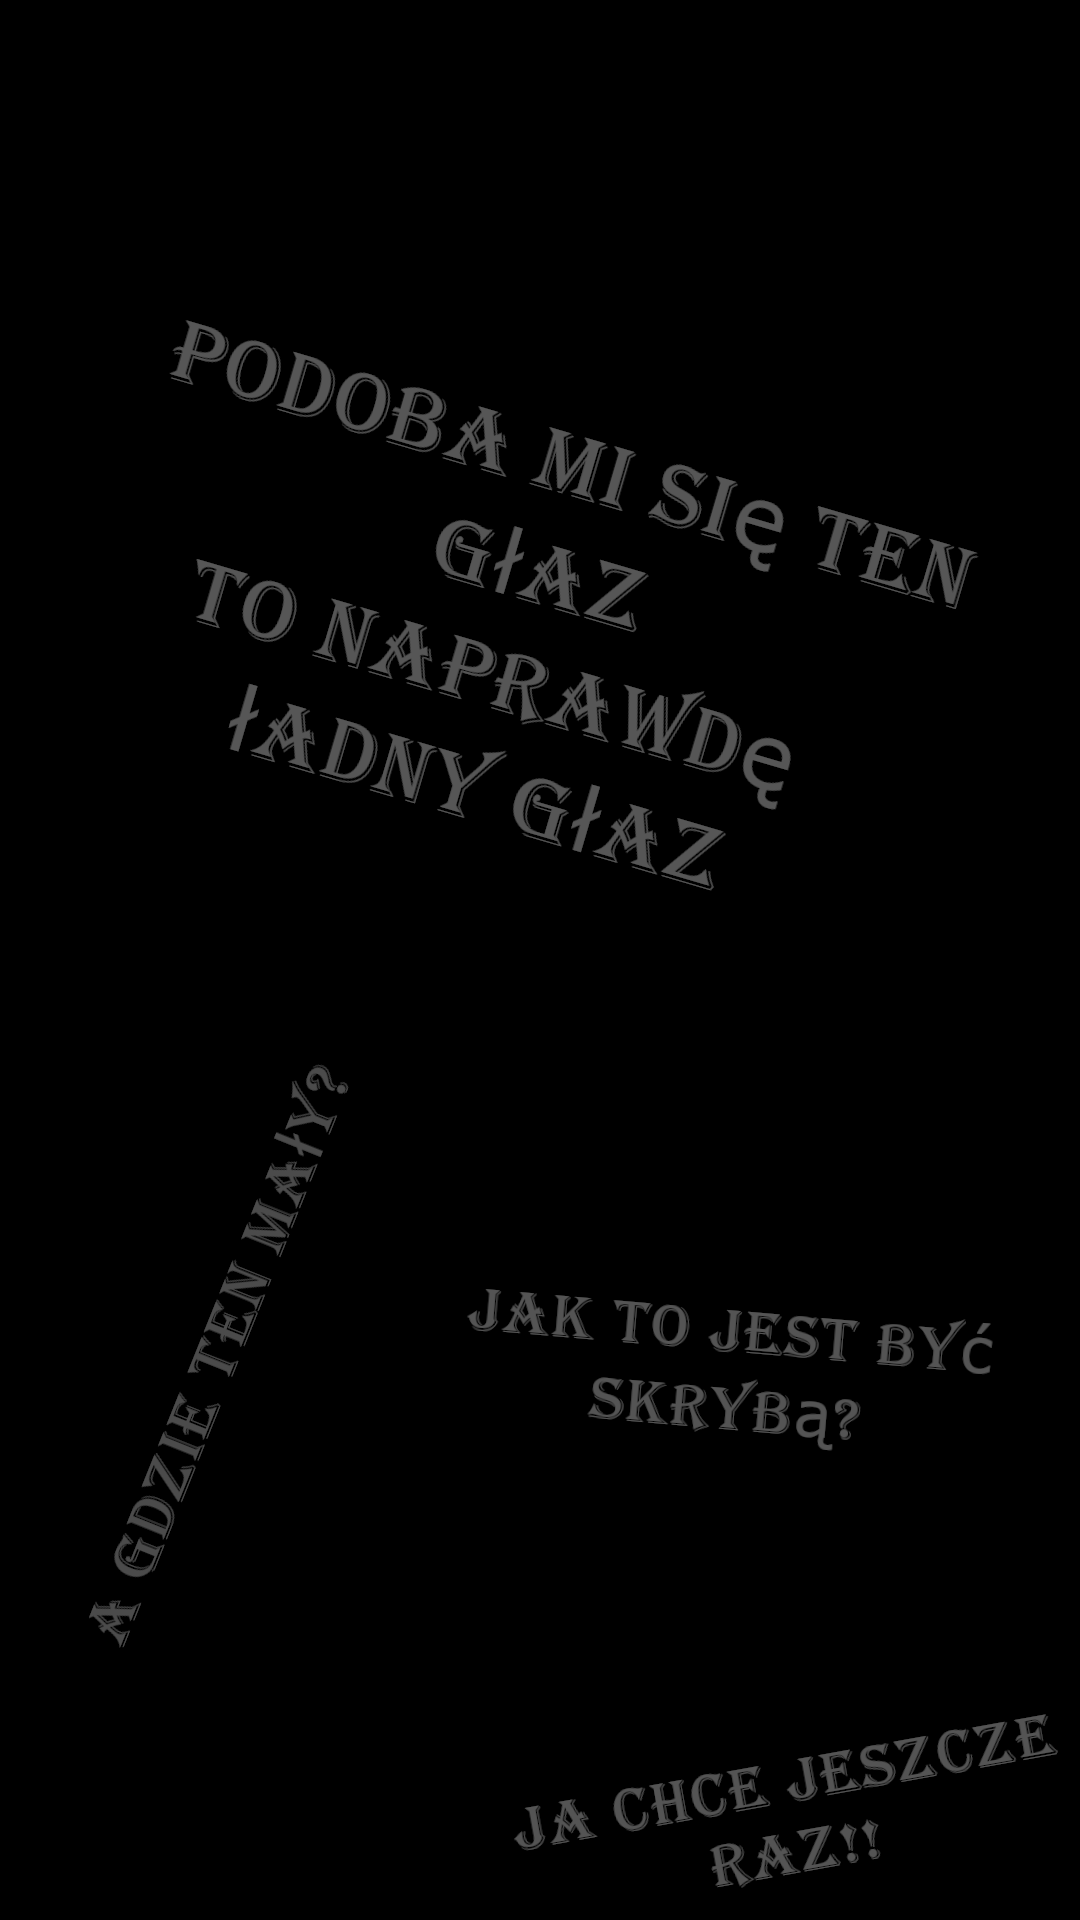 PODOBA MI SIę TEN
GłAZ
TO NAPRAWDę
łADNY GłAZ
A GDZIE TEN MAłY?
JAK TO JEST BYć
SKRYBą?
JA CHCE JESZCZE
RAZ!!